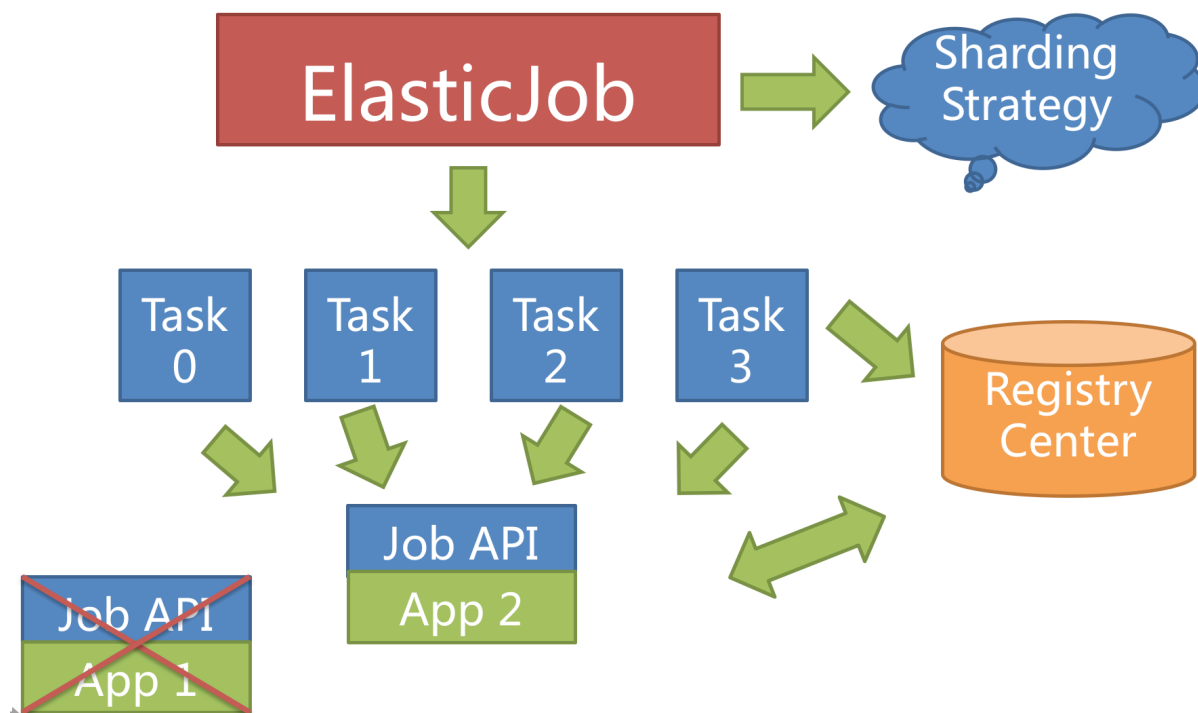 ElasticJob
Sharding
Strategy
Task
0
Task
1
Task
2
Task
3
Registry
Center
Job API
App 2
Job API
App 1